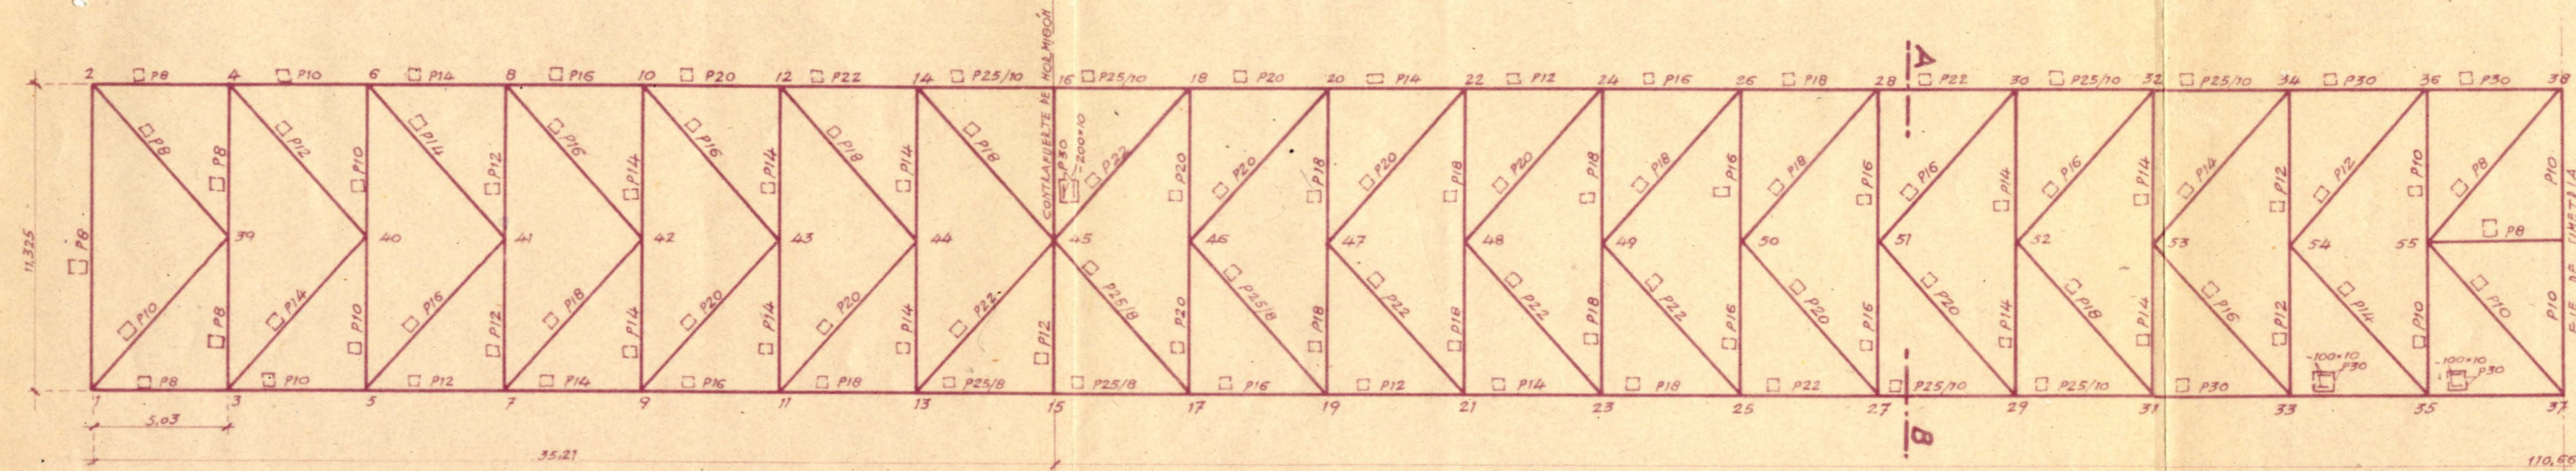 CONTRAFUERTE DE HORMIGÓN
A
2 P8 4 P10 6 P14 8 P16 10 P20 12 P22 14 P25/10 16 P25/10 18 P20 20 P14 22 P12 24 P16 26 P18 28 P22 30 P25/10 32 P25/10 34 P30 36 P30 38
P8 P8 P12 P10 P14 P12 P16 P14 P16 P14 P18 P14 P18 P30 -200×10 P22 P20 P20 P18 P20 P18 P20 P18 P18 P16 P18 P16 P16 P14 P16 P14 P14 P12 P12 P10 P8 P10
11,325 P8 39 40 41 42 43 44 45 46 47 48 49 50 51 52 53 54 55 P8
P10 P8 P14 P10 P16 P12 P18 P14 P20 P14 P20 P14 P22 P12 P25/8 P20 P25/8 P18 P22 P18 P22 P18 P22 P16 P20 P16 P20 P14 P18 P14 P16 P12 P14 P10 P10 P10
-100×10 P30 -100×10 P30
P8 P10 P12 P14 P16 P18 P25/8 P25/8 P16 P12 P14 P18 P22 P25/10 P25/10 P30
1 3 5 7 9 11 13 15 17 19 21 23 25 27 29 31 33 35 37
5,03
B
35,21